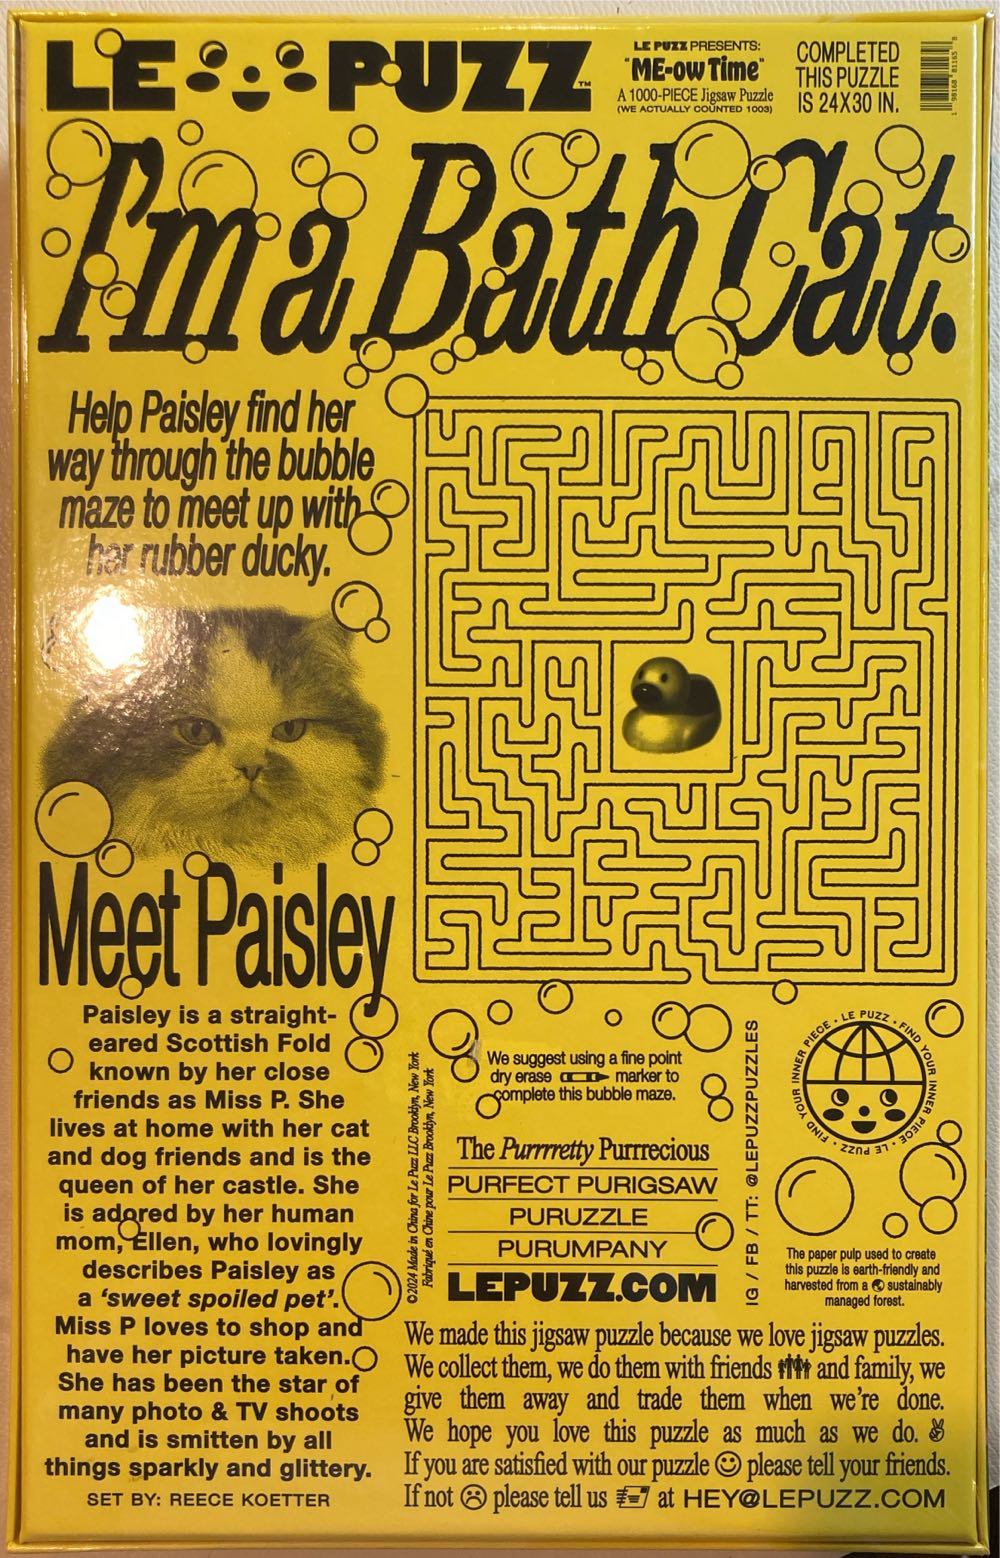 LE PUZZ™
LE PUZZ PRESENTS:
"ME-ow Time"
A 1000-PIECE Jigsaw Puzzle
(WE ACTUALLY COUNTED 1003)
COMPLETED
THIS PUZZLE
IS 24X30 IN.
I'm a Bath Cat.
Help Paisley find her
way through the bubble
maze to meet up with
her rubber ducky.
Meet Paisley
Paisley is a straight-
eared Scottish Fold
known by her close
friends as Miss P. She
lives at home with her cat
and dog friends and is the
queen of her castle. She
is adored by her human
mom, Ellen, who lovingly
describes Paisley as
a 'sweet spoiled pet'.
Miss P loves to shop and
have her picture taken.
She has been the star of
many photo & TV shoots
and is smitten by all
things sparkly and glittery.
SET BY: REECE KOETTER
©2024 Made in China for Le Puzz LLC Brooklyn, New York
Fabriqué en Chine pour Le Puzz Brooklyn, New York
We suggest using a fine point
dry erase marker to
complete this bubble maze.
The Purrrretty Purrrecious
PURFECT PURIGSAW
PURUZZLE
PURUMPANY
LEPUZZ.COM
IG / FB / TT: @LEPUZZPUZZLES
LE PUZZ • FIND YOUR INNER PIECE • LE PUZZ • FIND YOUR INNER PIECE •
The paper pulp used to create
this puzzle is earth-friendly and
harvested from a sustainably
managed forest.
We made this jigsaw puzzle because we love jigsaw puzzles.
We collect them, we do them with friends and family, we
give them away and trade them when we're done.
We hope you love this puzzle as much as we do.
If you are satisfied with our puzzle please tell your friends.
If not please tell us at HEY@LEPUZZ.COM